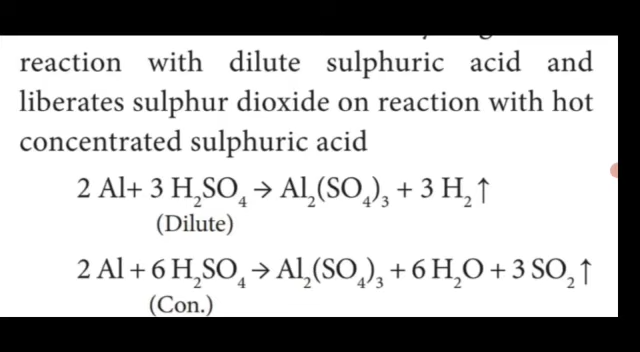 reaction with dilute sulphuric acid and
liberates sulphur dioxide on reaction with hot
concentrated sulphuric acid
2 Al+ 3 H₂SO₄ → Al₂(SO₄)₃ + 3 H₂↑
(Dilute)
2 Al + 6 H₂SO₄ → Al₂(SO₄)₃ + 6 H₂O + 3 SO₂↑
(Con.)